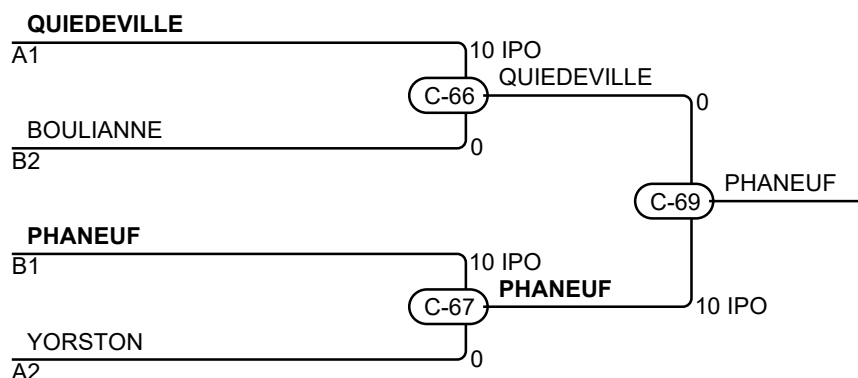 QUIEDEVILLE
A1
10 IPO
C-66
QUIEDEVILLE
0
BOULIANNE
B2
0
C-69
PHANEUF
PHANEUF
B1
10 IPO
C-67
PHANEUF
10 IPO
YORSTON
A2
0